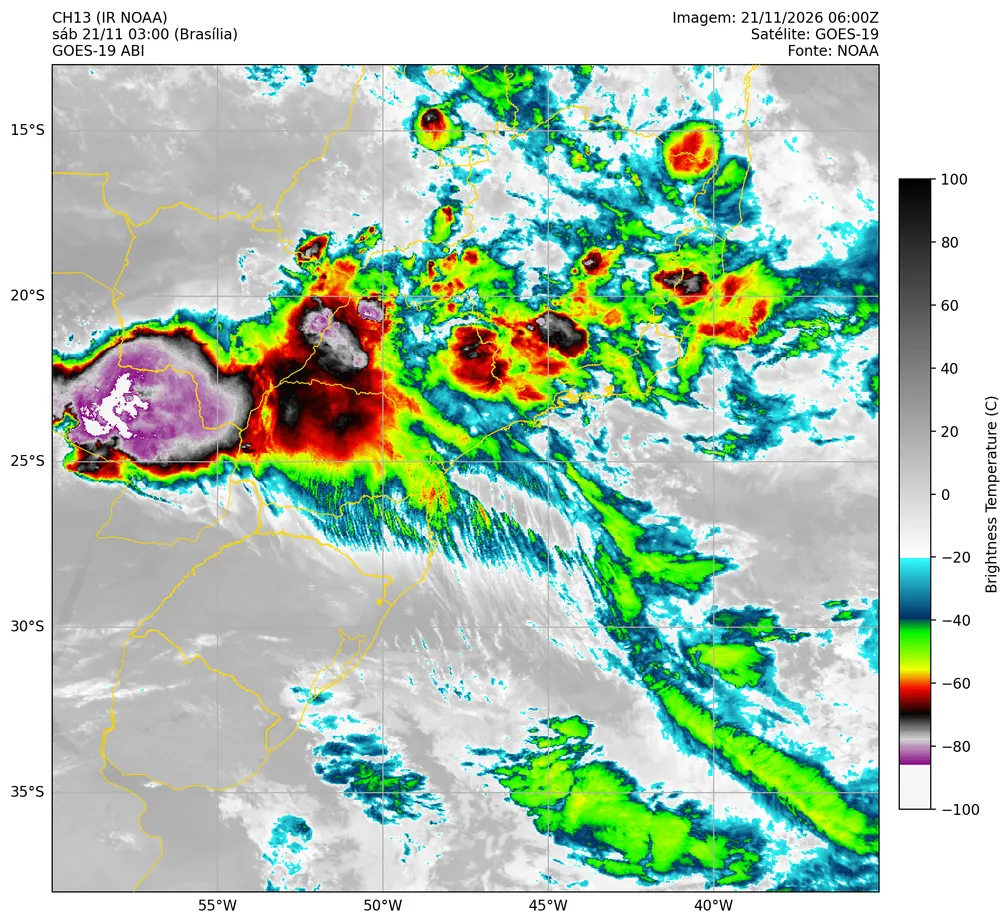 CH13 (IR NOAA)
sáb 21/11 03:00 (Brasília)
GOES-19 ABI
Imagem: 21/11/2026 06:00Z
Satélite: GOES-19
Fonte: NOAA
15°S
20°S
25°S
30°S
35°S
55°W
50°W
45°W
40°W
100
80
60
40
20
0
−20
−40
−60
−80
−100
Brightness Temperature (C)